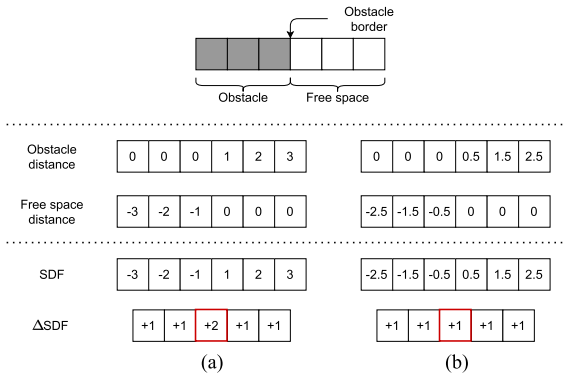 Obstacle
border
Obstacle
Free space
Obstacle
distance
0 0 0 1 2 3
0 0 0 0.5 1.5 2.5
Free space
distance
-3 -2 -1 0 0 0
-2.5 -1.5 -0.5 0 0 0
SDF
-3 -2 -1 1 2 3
-2.5 -1.5 -0.5 0.5 1.5 2.5
ΔSDF
+1 +1 +2 +1 +1
+1 +1 +1 +1 +1
(a)
(b)